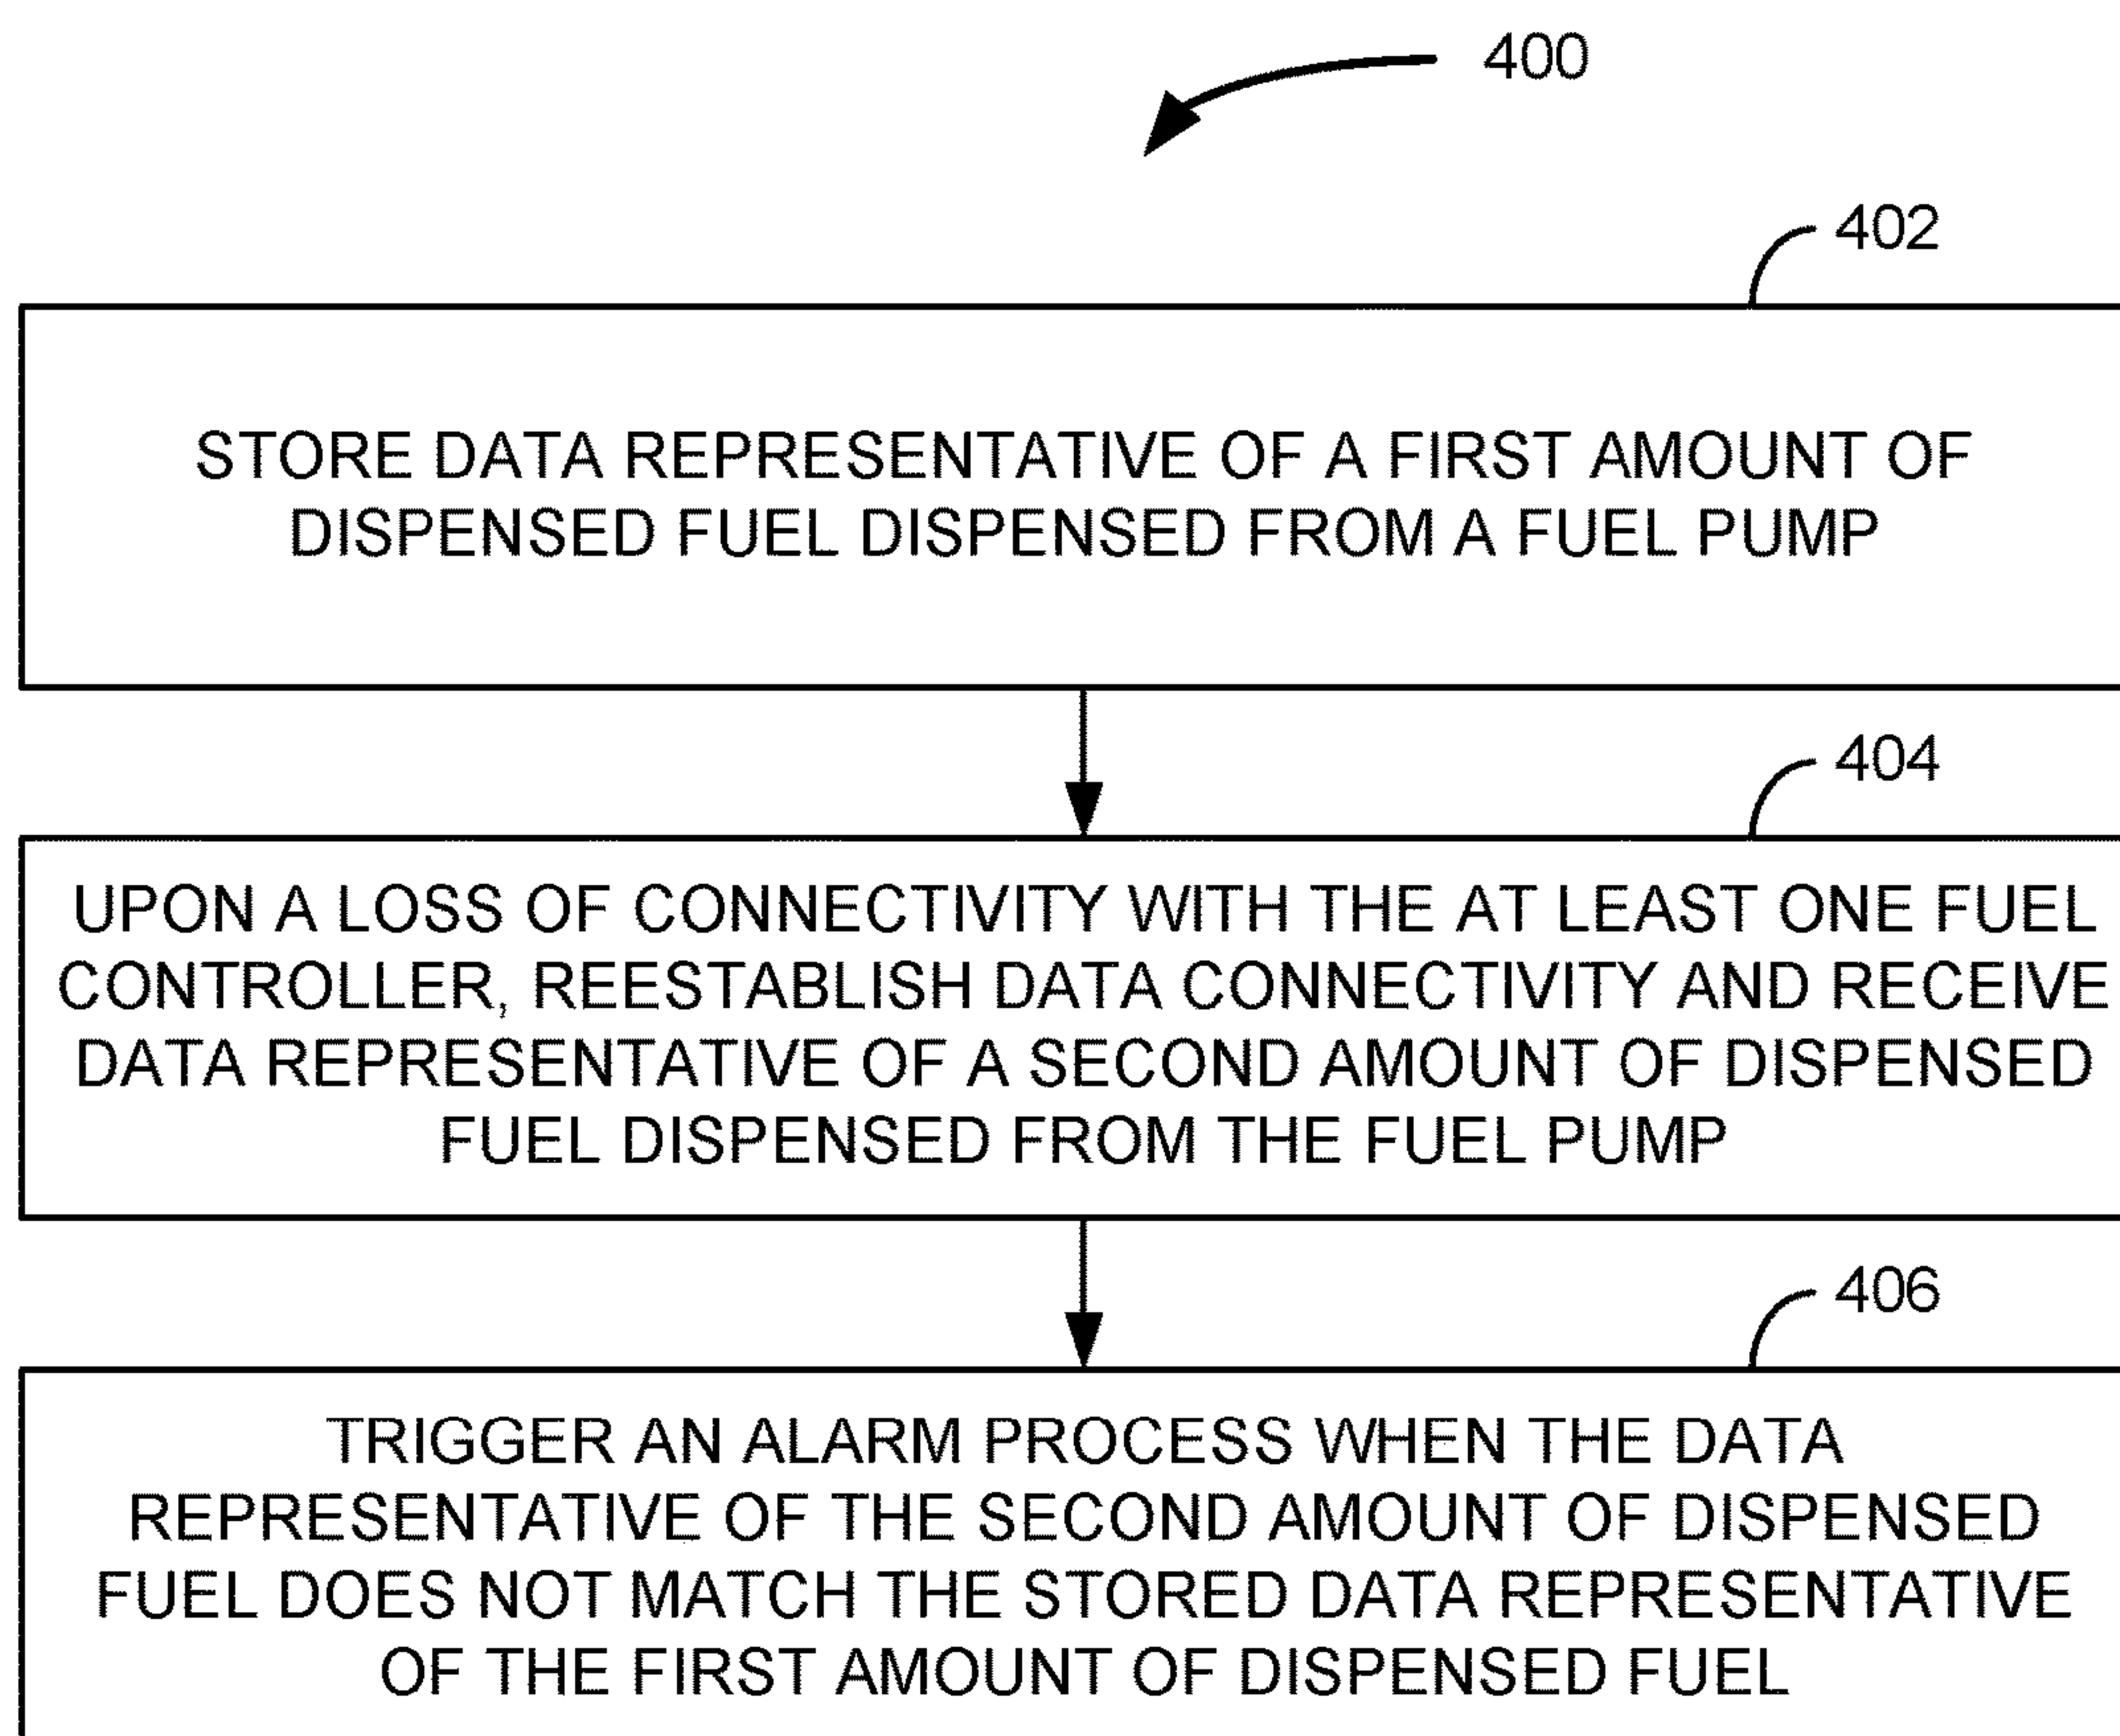 400
402
STORE DATA REPRESENTATIVE OF A FIRST AMOUNT OF
DISPENSED FUEL DISPENSED FROM A FUEL PUMP
404
UPON A LOSS OF CONNECTIVITY WITH THE AT LEAST ONE FUEL
CONTROLLER, REESTABLISH DATA CONNECTIVITY AND RECEIVE
DATA REPRESENTATIVE OF A SECOND AMOUNT OF DISPENSED
FUEL DISPENSED FROM THE FUEL PUMP
406
TRIGGER AN ALARM PROCESS WHEN THE DATA
REPRESENTATIVE OF THE SECOND AMOUNT OF DISPENSED
FUEL DOES NOT MATCH THE STORED DATA REPRESENTATIVE
OF THE FIRST AMOUNT OF DISPENSED FUEL